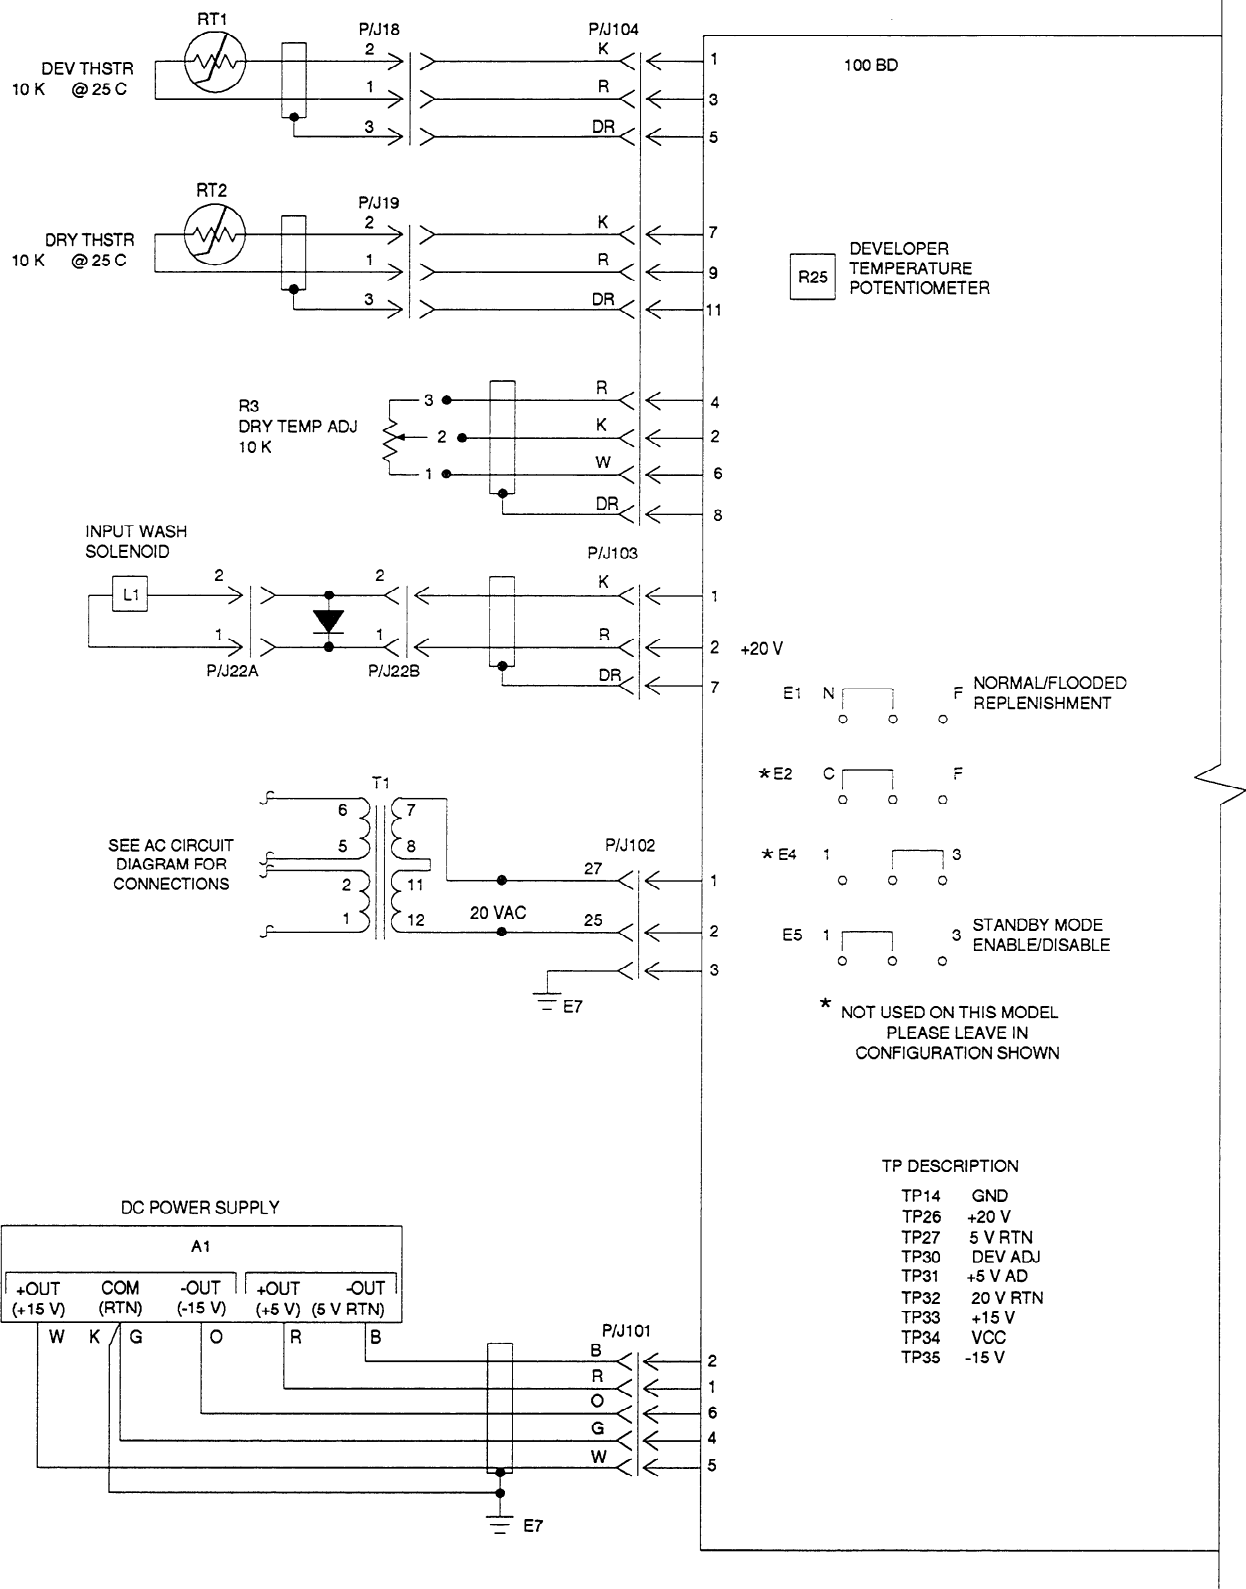 RT1
P/J18
P/J104
DEV THSTR
10 K @ 25 C
2
K
1
1
R
3
3
DR
5
100 BD
RT2
P/J19
DRY THSTR
10 K @ 25 C
2
K
7
1
R
9
3
DR
11
R25
DEVELOPER
TEMPERATURE
POTENTIOMETER
R3
DRY TEMP ADJ
10 K
3
R
4
2
K
2
1
W
6
DR
8
INPUT WASH
SOLENOID
L1
P/J103
2
2
K
1
1
1
R
2
+20 V
P/J22A
P/J22B
DR
7
E1 N F
NORMAL/FLOODED
REPLENISHMENT
*E2 C F
*E4 1 3
E5 1 3
STANDBY MODE
ENABLE/DISABLE
* NOT USED ON THIS MODEL
PLEASE LEAVE IN
CONFIGURATION SHOWN
T1
SEE AC CIRCUIT
DIAGRAM FOR
CONNECTIONS
6
7
5
8
2
11
1
12
P/J102
27
1
20 VAC
25
2
3
E7
TP DESCRIPTION
TP14 GND
TP26 +20 V
TP27 5 V RTN
TP30 DEV ADJ
TP31 +5 V AD
TP32 20 V RTN
TP33 +15 V
TP34 VCC
TP35 -15 V
DC POWER SUPPLY
A1
+OUT COM -OUT +OUT -OUT
(+15 V) (RTN) (-15 V) (+5 V) (5 V RTN)
W K G O R B
P/J101
B
2
R
1
O
6
G
4
W
5
E7